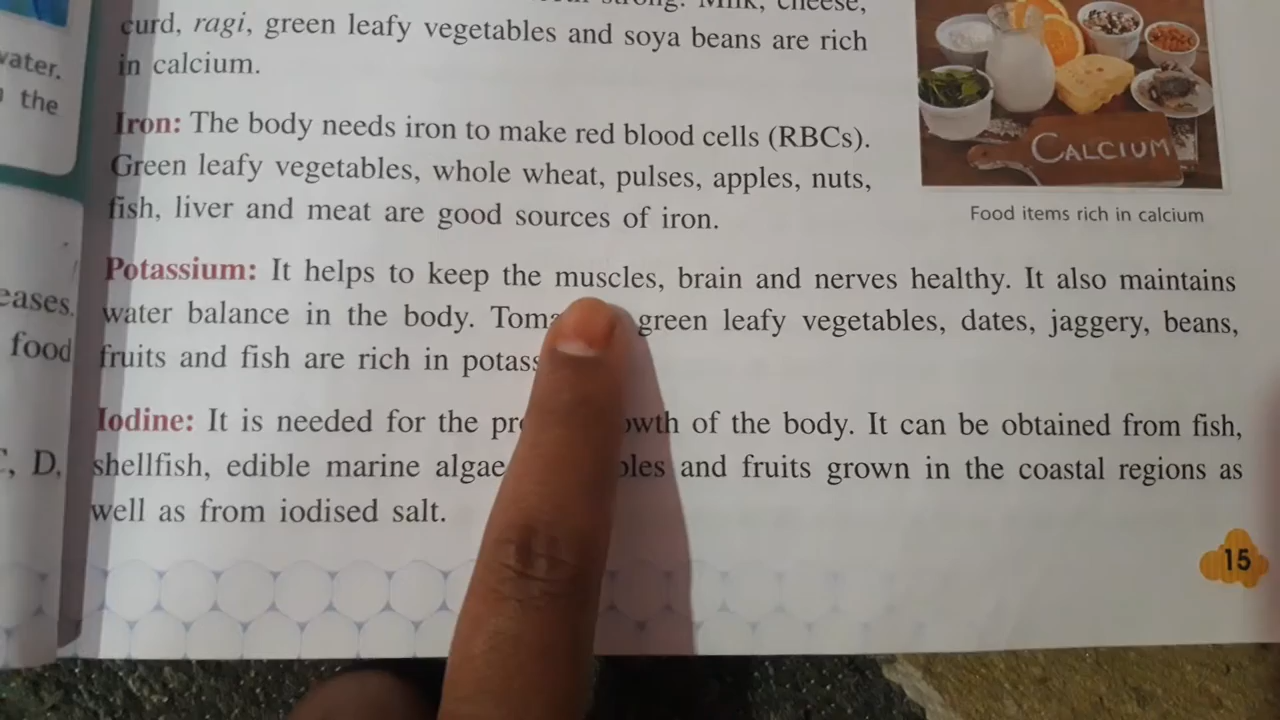 Milk, cheese,
curd, ragi, green leafy vegetables and soya beans are rich
in calcium.
Iron: The body needs iron to make red blood cells (RBCs).
Green leafy vegetables, whole wheat, pulses, apples, nuts,
fish, liver and meat are good sources of iron.
CALCIUM
Food items rich in calcium
Potassium: It helps to keep the muscles, brain and nerves healthy. It also maintains
water balance in the body. green leafy vegetables, dates, jaggery, beans,
fruits and fish are rich in
Iodine: It is needed for the of the body. It can be obtained from fish,
shellfish, edible marine algae and fruits grown in the coastal regions as
well as from iodised salt.
15
the
food
D,